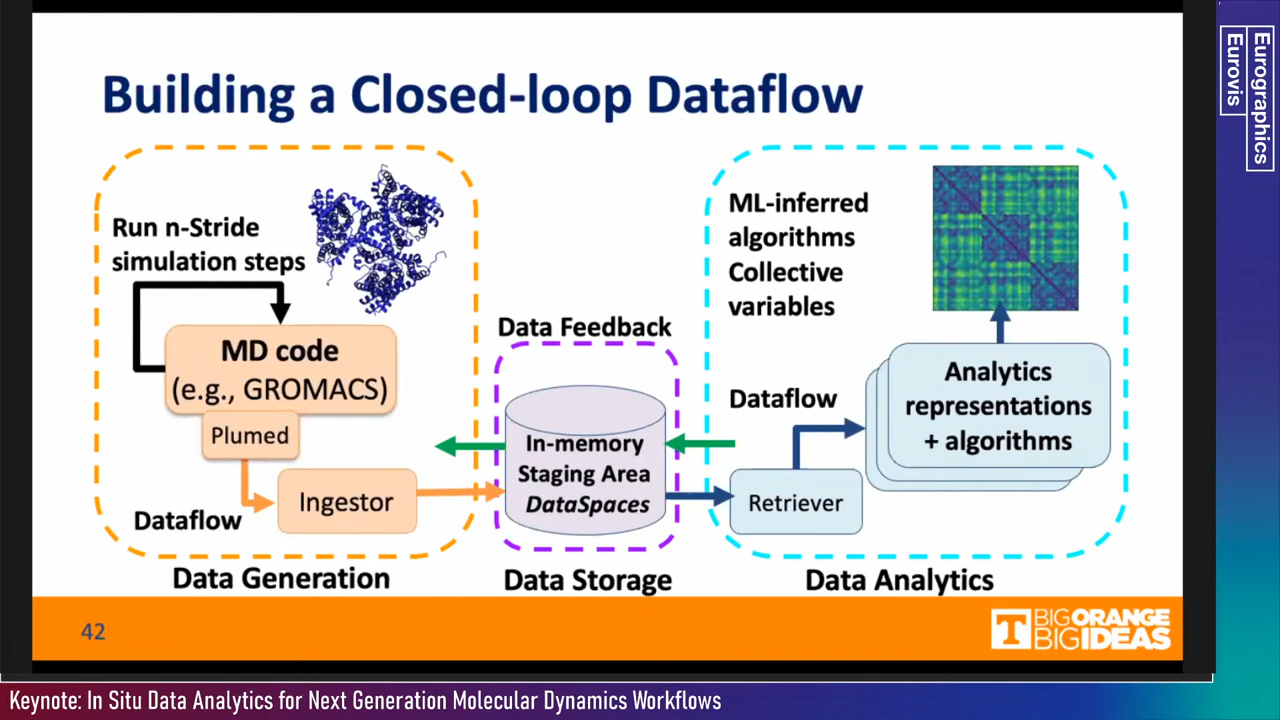 Building a Closed-loop Dataflow
Run n-Stride
simulation steps
MD code
(e.g., GROMACS)
Plumed
Ingestor
Dataflow
Data Generation
Data Feedback
In-memory
Staging Area
DataSpaces
Data Storage
ML-inferred
algorithms
Collective
variables
Dataflow
Analytics
representations
+ algorithms
Retriever
Data Analytics
42
T
BIG ORANGE
BIG IDEAS
Eurographics
Eurovis
Keynote: In Situ Data Analytics for Next Generation Molecular Dynamics Workflows